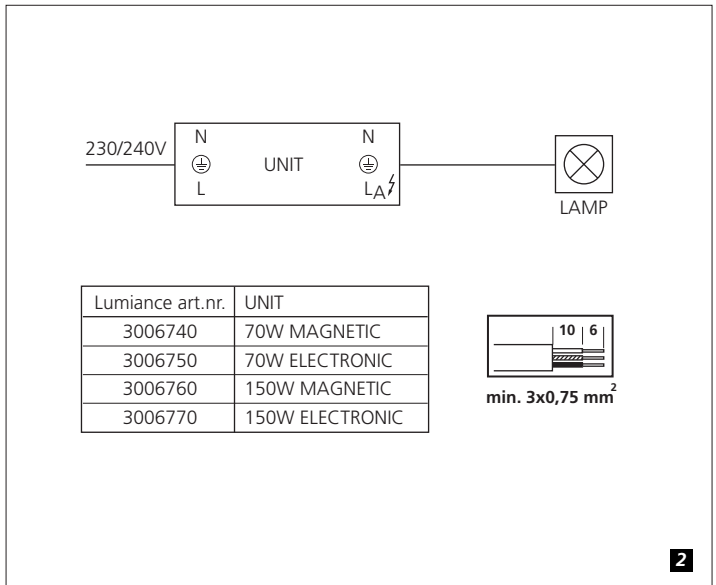 N N
230/240V
UNIT
L LA
LAMP
Lumiance art.nr. UNIT
3006740 70W MAGNETIC
3006750 70W ELECTRONIC
3006760 150W MAGNETIC
3006770 150W ELECTRONIC
10 6
min. 3x0,75 mm²
2